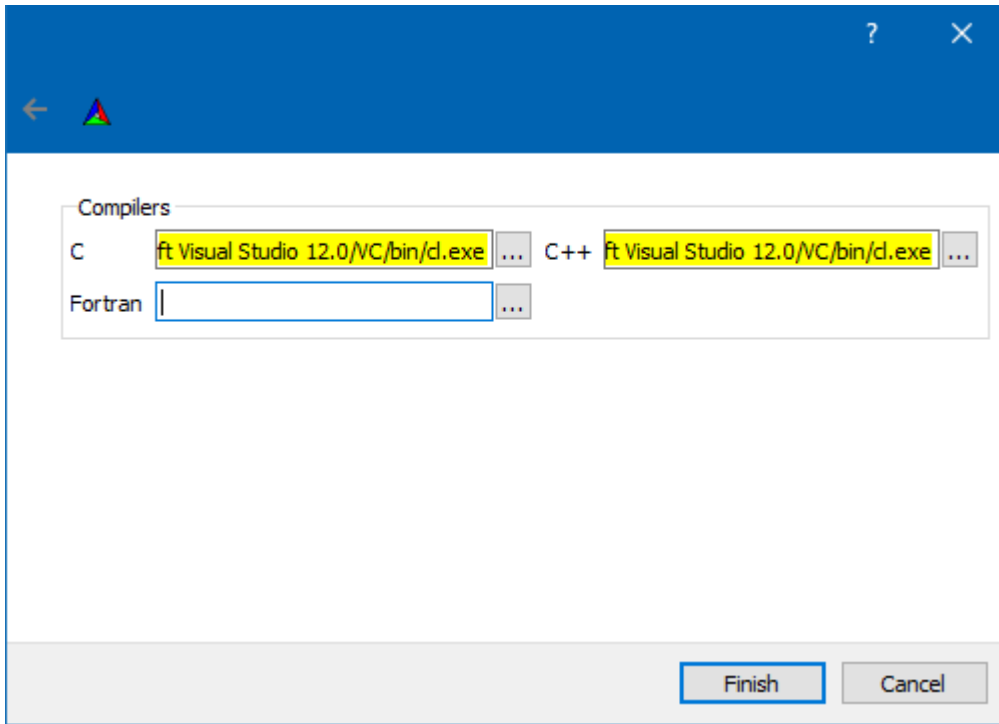 ?
Compilers
C ft Visual Studio 12.0/VC/bin/cl.exe ... C++ ft Visual Studio 12.0/VC/bin/cl.exe ...
Fortran ...
Finish Cancel